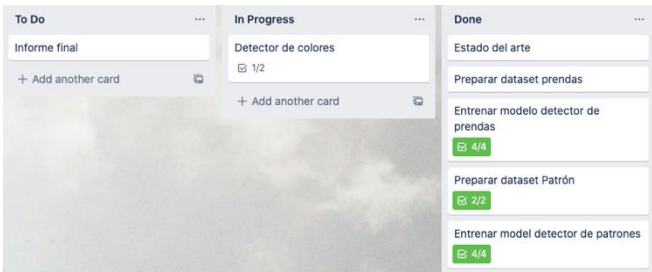 To Do
Informe final
+ Add another card
In Progress
Detector de colores
1/2
+ Add another card
Done
Estado del arte
Preparar dataset prendas
Entrenar modelo detector de
prendas
4/4
Preparar dataset Patrón
2/2
Entrenar model detector de patrones
4/4